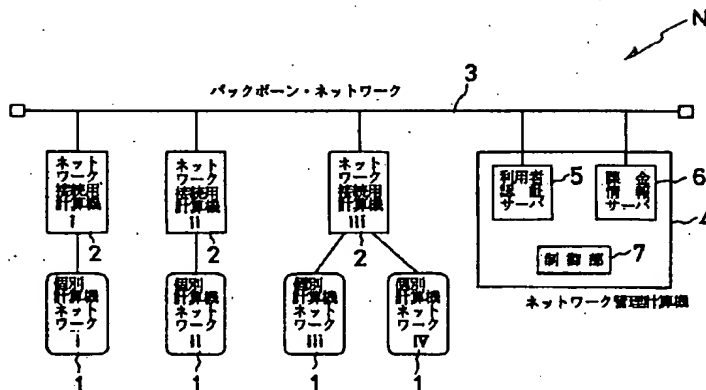 N
バックボーン・ネットワーク
3
ネット
ワーク
接続用
計算機
i
2
ネット
ワーク
接続用
計算機
ii
2
ネット
ワーク
接続用
計算機
iii
2
利用者
認証
サーバ
5
課金
情報
サーバ
6
4
制御部
7
ネットワーク管理計算機
個別
計算機
ネット
ワーク
i
1
個別
計算機
ネット
ワーク
ii
1
個別
計算機
ネット
ワーク
iii
1
個別
計算機
ネット
ワーク
iv
1